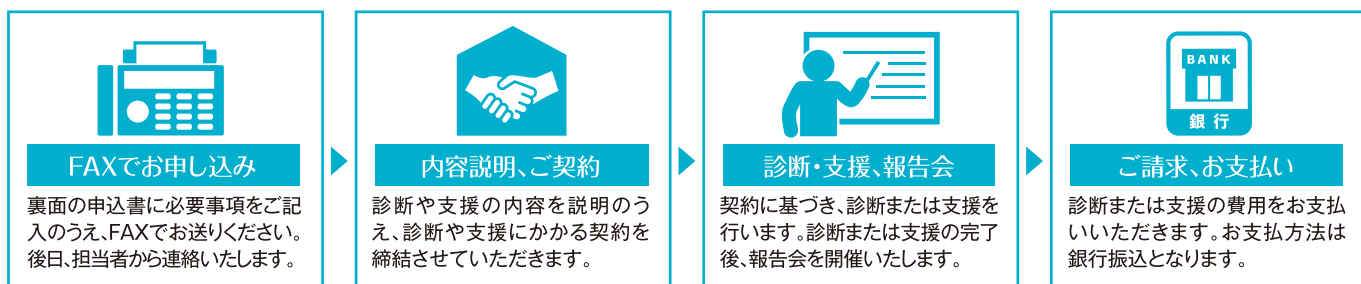 FAXでお申し込み
裏面の申込書に必要事項をご記
入のうえ、FAXでお送りください。
後日、担当者から連絡いたします。
内容説明、ご契約
診断や支援の内容を説明のう
え、診断や支援にかかる契約を
締結させていただきます。
診断・支援、報告会
契約に基づき、診断または支援を
行います。診断または支援の完了
後、報告会を開催いたします。
BANK
銀行
ご請求、お支払い
診断または支援の費用をお支払
いいただきます。お支払方法は
銀行振込となります。